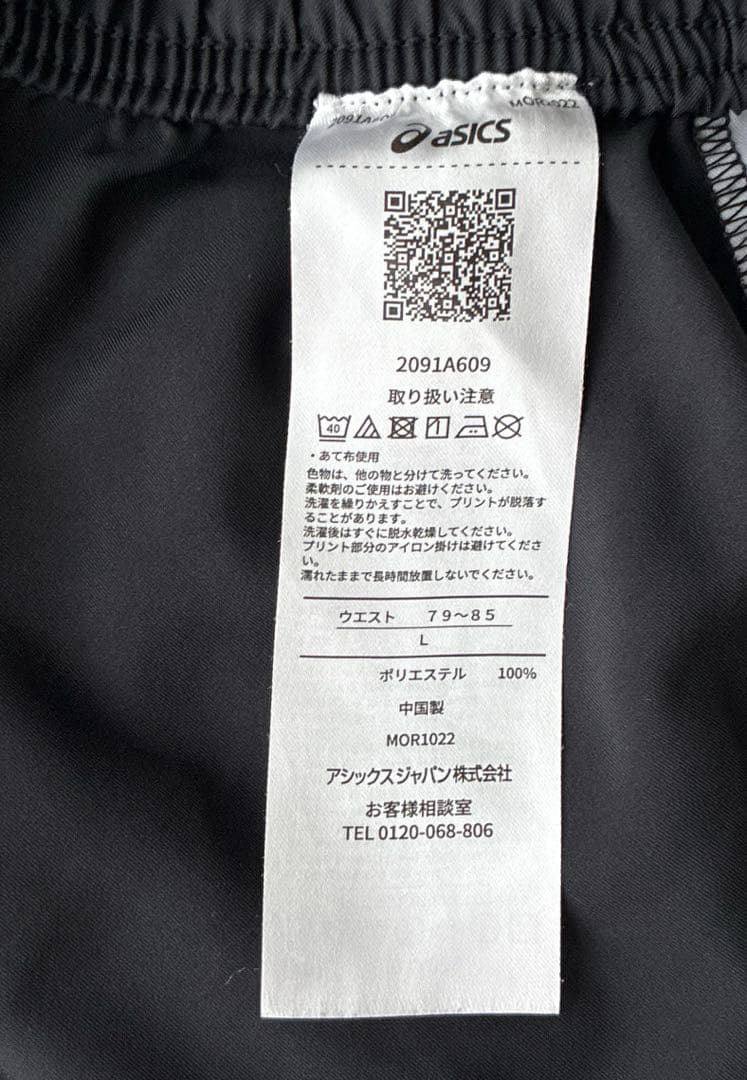 MOR1022
asics
2091A609
取り扱い注意
40
・あて布使用
色物は、他の物と分けて洗ってください。
柔軟剤のご使用はお避けください。
洗濯を繰りかえすことで、プリントが脱落す
ることがあります。
洗濯後はすぐに脱水乾燥してください。
プリント部分のアイロン掛けは避けてくださ
い。
濡れたままで長時間放置しないでください。
ウエスト 79～85
L
ポリエステル 100%
中国製
MOR1022
アシックスジャパン株式会社
お客様相談室
TEL 0120-068-806